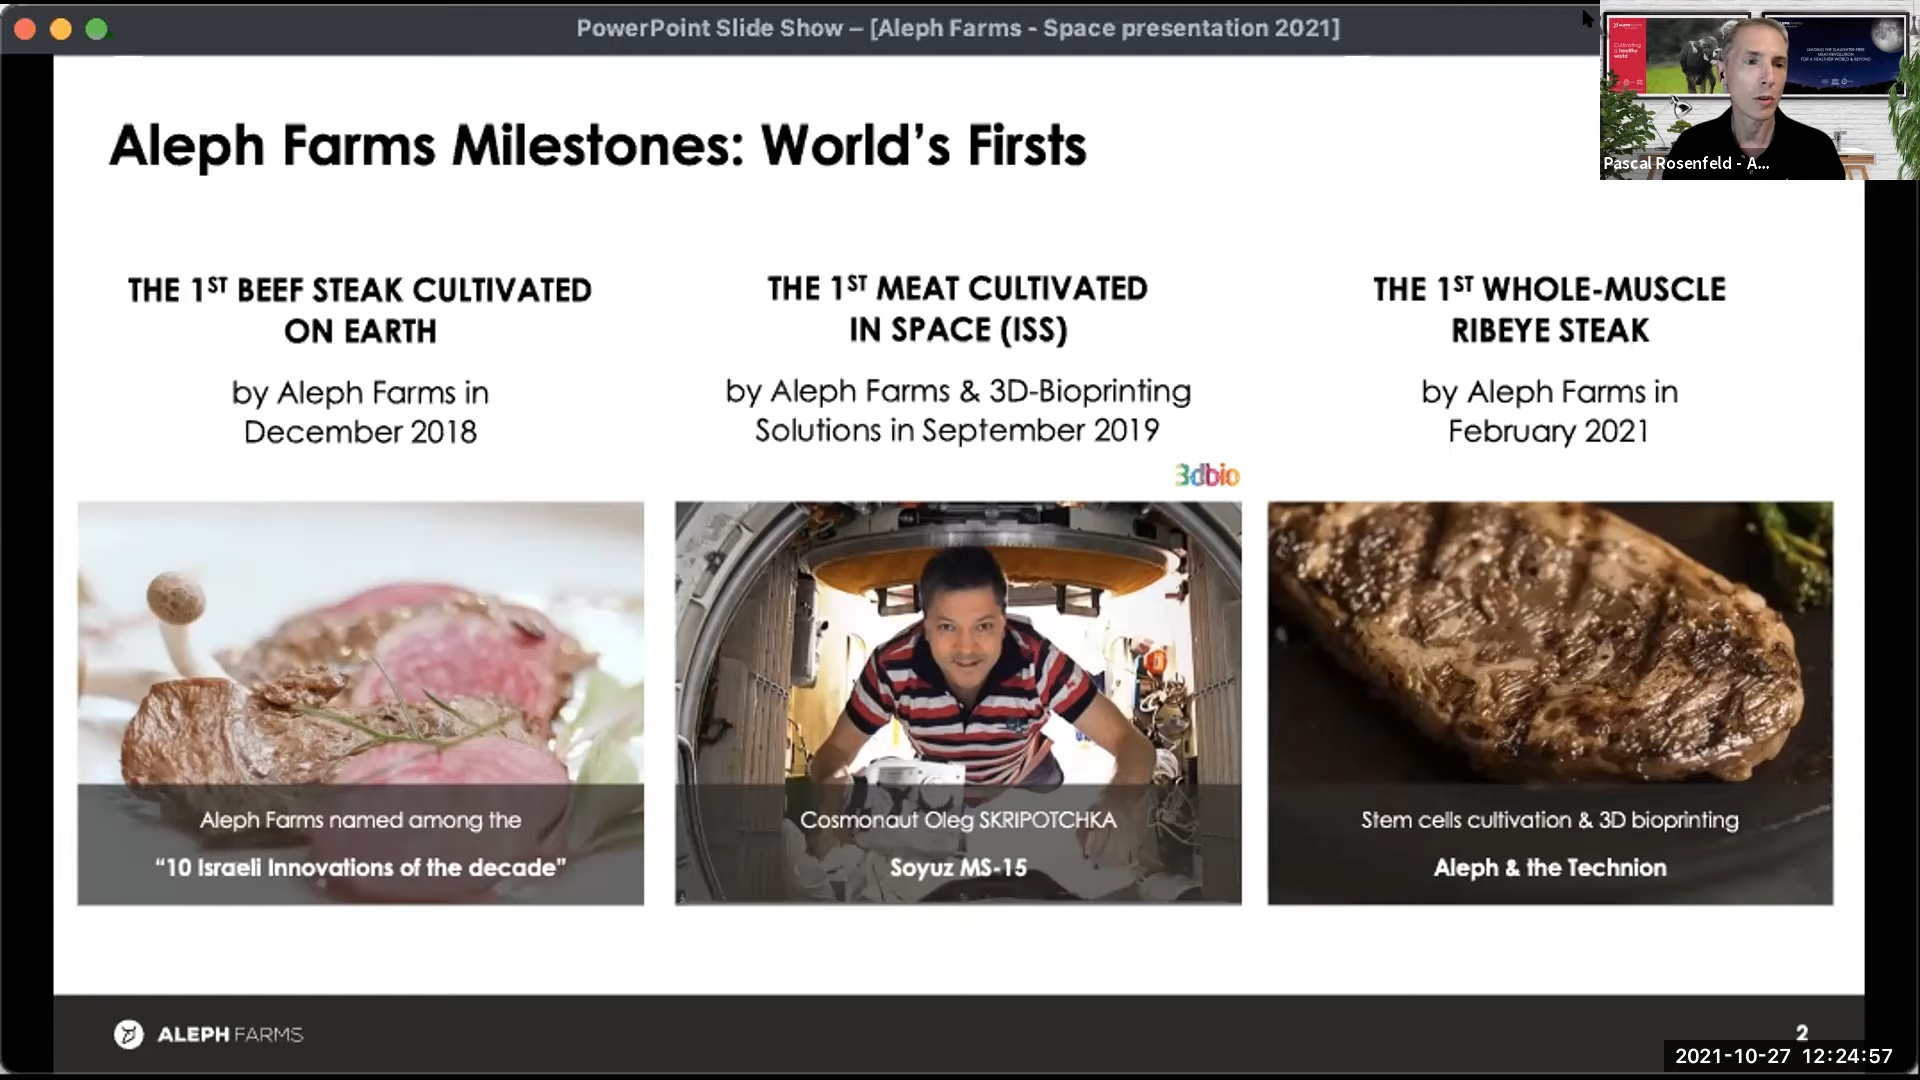 PowerPoint Slide Show – [Aleph Farms - Space presentation 2021]
Pascal Rosenfeld - A...
Aleph Farms Milestones: World's Firsts
THE 1ST BEEF STEAK CULTIVATED
ON EARTH
by Aleph Farms in
December 2018
THE 1ST MEAT CULTIVATED
IN SPACE (ISS)
by Aleph Farms & 3D-Bioprinting
Solutions in September 2019
3dbio
THE 1ST WHOLE-MUSCLE
RIBEYE STEAK
by Aleph Farms in
February 2021
Aleph Farms named among the
"10 Israeli Innovations of the decade"
Cosmonaut Oleg SKRIPOTCHKA
Soyuz MS-15
Stem cells cultivation & 3D bioprinting
Aleph & the Technion
ALEPH FARMS
2
2021-10-27 12:24:57